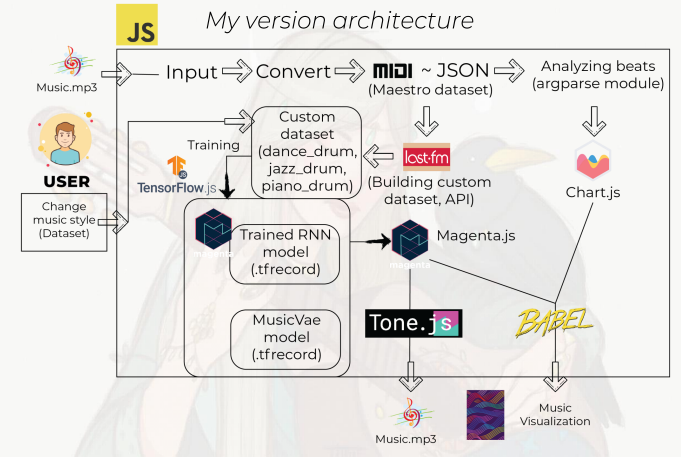 My version architecture
JS
Music.mp3
Input
Convert
MIDI ~ JSON
(Maestro dataset)
Analyzing beats
(argparse module)
USER
Change
music style
(Dataset)
Training
TensorFlow.js
Custom
dataset
(dance_drum,
jazz_drum,
piano_drum)
last.fm
(Building custom
dataset, API)
Chart.js
magenta
Trained RNN
model
(.tfrecord)
magenta
Magenta.js
MusicVae
model
(.tfrecord)
Tone.js
BABEL
Music.mp3
Music
Visualization